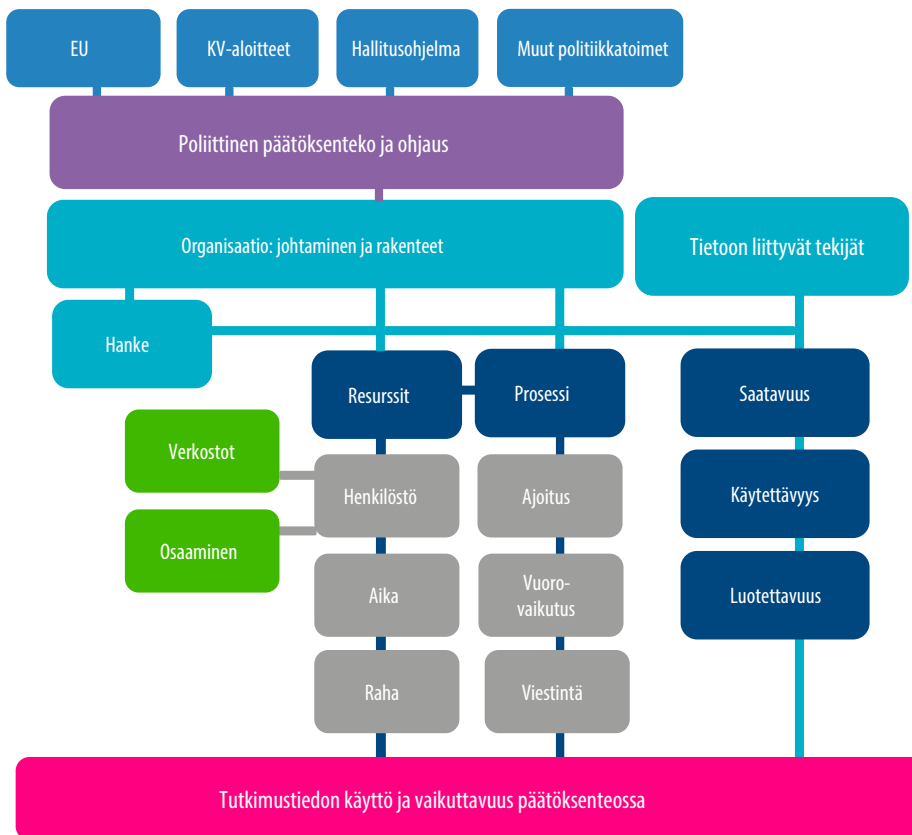 EU
KV-aloitteet
Hallitusohjelma
Muut politiikkatoimet
Poliittinen päätöksenteko ja ohjaus
Organisaatio: johtaminen ja rakenteet
Tietoon liittyvät tekijät
Hanke
Resurssit
Prosessi
Saatavuus
Verkostot
Henkilöstö
Ajoitus
Käytettävyys
Osaaminen
Aika
Vuoro-
vaikutus
Luotettavuus
Raha
Viestintä
Tutkimustiedon käyttö ja vaikuttavuus päätöksenteossa